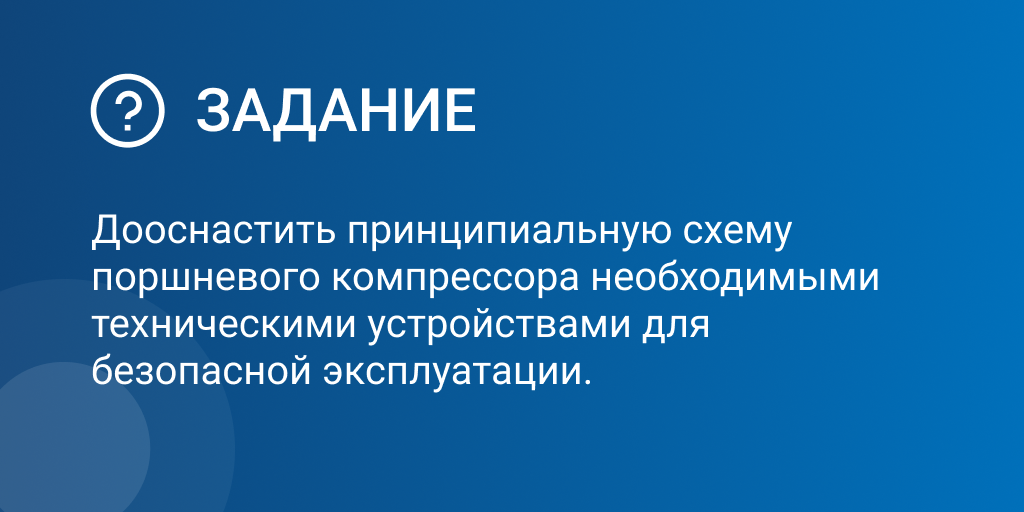 ? ЗАДАНИЕ
Дооснастить принципиальную схему
поршневого компрессора необходимыми
техническими устройствами для
безопасной эксплуатации.